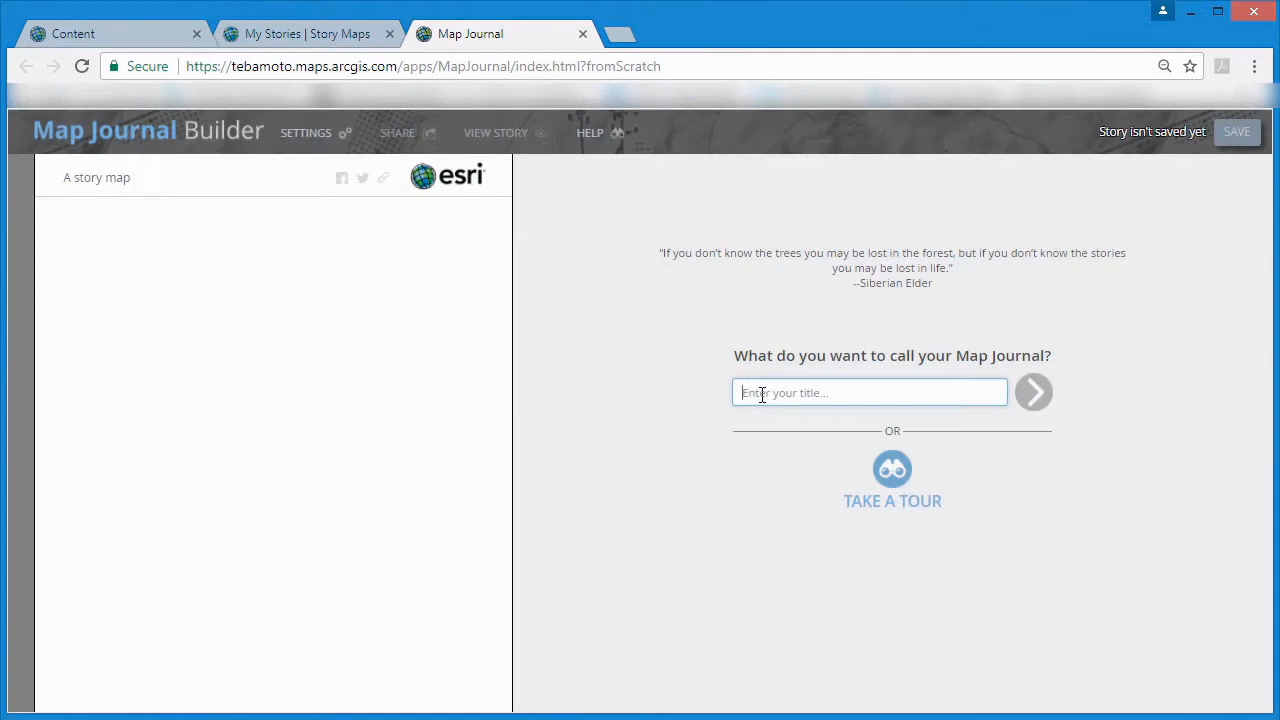 Content
My Stories | Story Maps
Map Journal
Secure
https://tebamoto.maps.arcgis.com/apps/MapJournal/index.html?fromScratch
Map Journal Builder
SETTINGS
SHARE
VIEW STORY
HELP
Story isn't saved yet
SAVE
A story map
esri
“If you don’t know the trees you may be lost in the forest, but if you don’t know the stories
you may be lost in life.”
--Siberian Elder
What do you want to call your Map Journal?
Enter your title...
OR
TAKE A TOUR